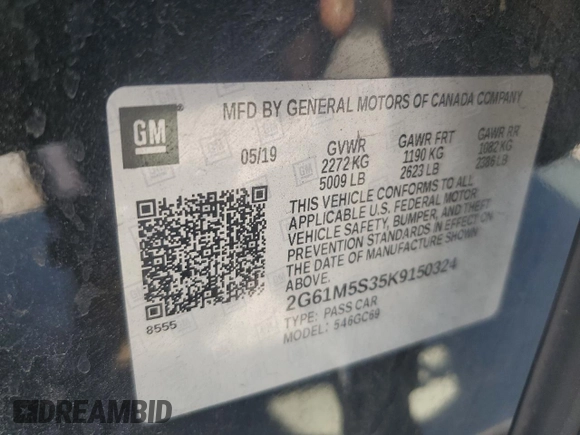 GM
MFD BY GENERAL MOTORS OF CANADA COMPANY
05/19
GVWR
2272 KG
5009 LB
GAWR FRT
1190 KG
2623 LB
GAWR RR
1082 KG
2386 LB
THIS VEHICLE CONFORMS TO ALL
APPLICABLE U.S. FEDERAL MOTOR
VEHICLE SAFETY, BUMPER, AND THEFT
PREVENTION STANDARDS IN EFFECT ON
THE DATE OF MANUFACTURE SHOWN
ABOVE.
2G61M5S35K9150324
TYPE: PASS CAR
MODEL: 546GC69
8555
DREAMBID